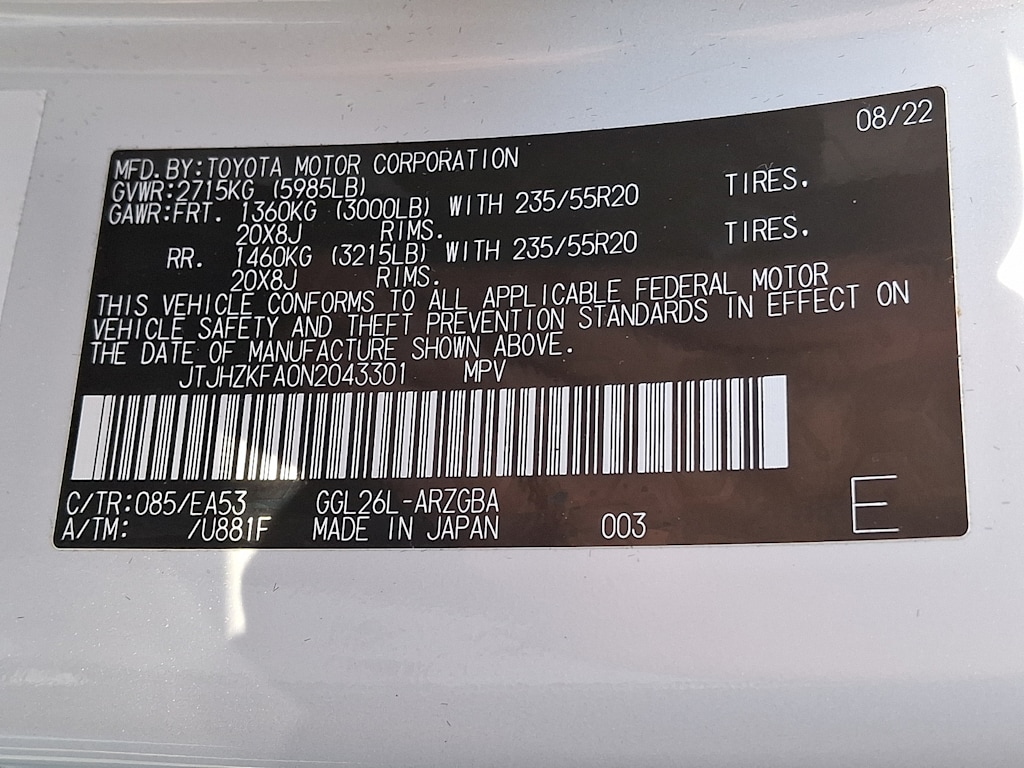 08/22
MFD.BY:TOYOTA MOTOR CORPORATION
GVWR:2715KG (5985LB)
GAWR:FRT. 1360KG (3000LB) WITH 235/55R20 TIRES.
20X8J RIMS.
RR. 1460KG (3215LB) WITH 235/55R20 TIRES.
20X8J RIMS.
THIS VEHICLE CONFORMS TO ALL APPLICABLE FEDERAL MOTOR
VEHICLE SAFETY AND THEFT PREVENTION STANDARDS IN EFFECT ON
THE DATE OF MANUFACTURE SHOWN ABOVE.
JTJHZKFA0N2043301 MPV
C/TR:085/EA53 GGL26L-ARZGBA
A/TM: /U881F MADE IN JAPAN 003 E